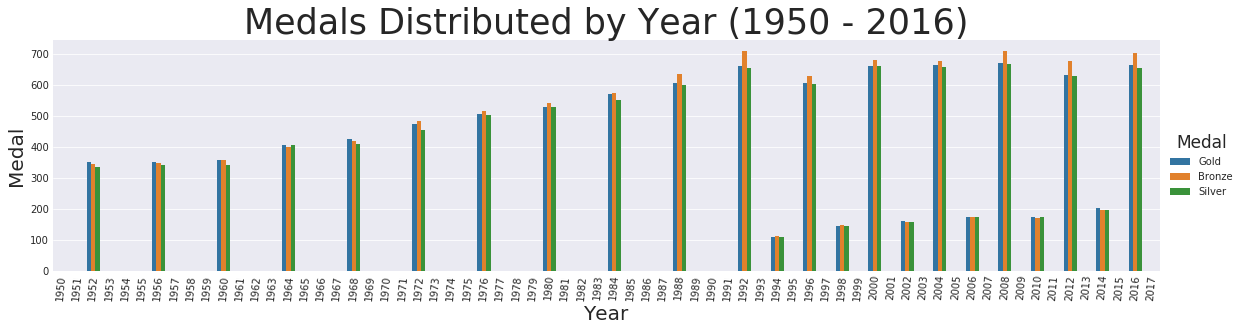 Medals Distributed by Year (1950 - 2016)
Medal
700
600
500
400
300
200
100
0
1950 1951 1952 1953 1954 1955 1956 1957 1958 1959 1960 1961 1962 1963 1964 1965 1966 1967 1968 1969 1970 1971 1972 1973 1974 1975 1976 1977 1978 1979 1980 1981 1982 1983 1984 1985 1986 1987 1988 1989 1990 1991 1992 1993 1994 1995 1996 1997 1998 1999 2000 2001 2002 2003 2004 2005 2006 2007 2008 2009 2010 2011 2012 2013 2014 2015 2016 2017
Year
Medal
Gold
Bronze
Silver